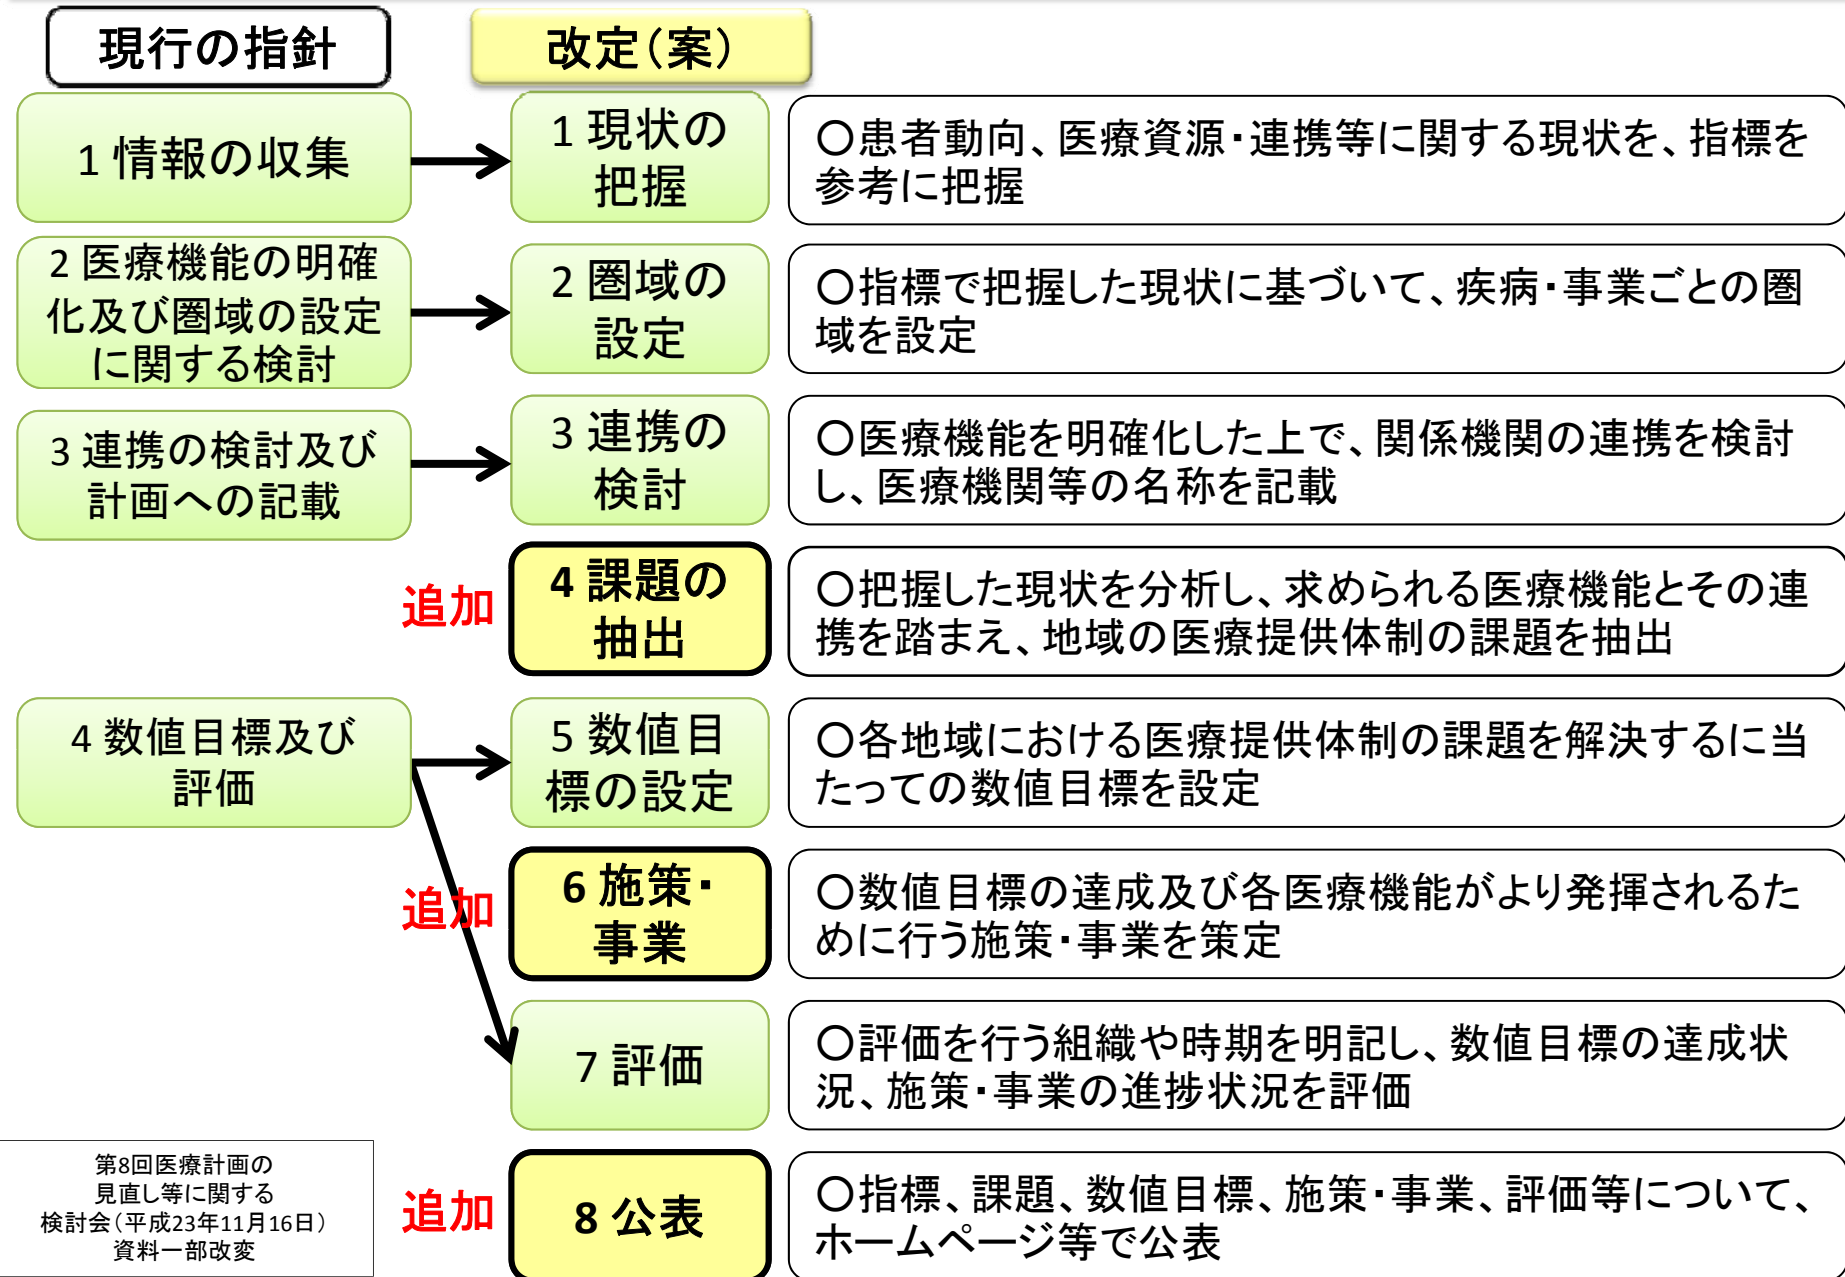 現行の指針
改定（案）
1 情報の収集
1 現状の
把握
○患者動向、医療資源・連携等に関する現状を、指標を
参考に把握
2 医療機能の明確
化及び圏域の設定
に関する検討
2 圏域の
設定
○指標で把握した現状に基づいて、疾病・事業ごとの圏
域を設定
3 連携の検討及び
計画への記載
3 連携の
検討
○医療機能を明確化した上で、関係機関の連携を検討
し、医療機関等の名称を記載
追加
4 課題の
抽出
○把握した現状を分析し、求められる医療機能とその連
携を踏まえ、地域の医療提供体制の課題を抽出
4 数値目標及び
評価
5 数値目
標の設定
○各地域における医療提供体制の課題を解決するに当
たっての数値目標を設定
追加
6 施策・
事業
○数値目標の達成及び各医療機能がより発揮されるた
めに行う施策・事業を策定
7 評価
○評価を行う組織や時期を明記し、数値目標の達成状
況、施策・事業の進捗状況を評価
第8回医療計画の
見直し等に関する
検討会（平成23年11月16日）
資料一部改変
追加
8 公表
○指標、課題、数値目標、施策・事業、評価等について、
ホームページ等で公表